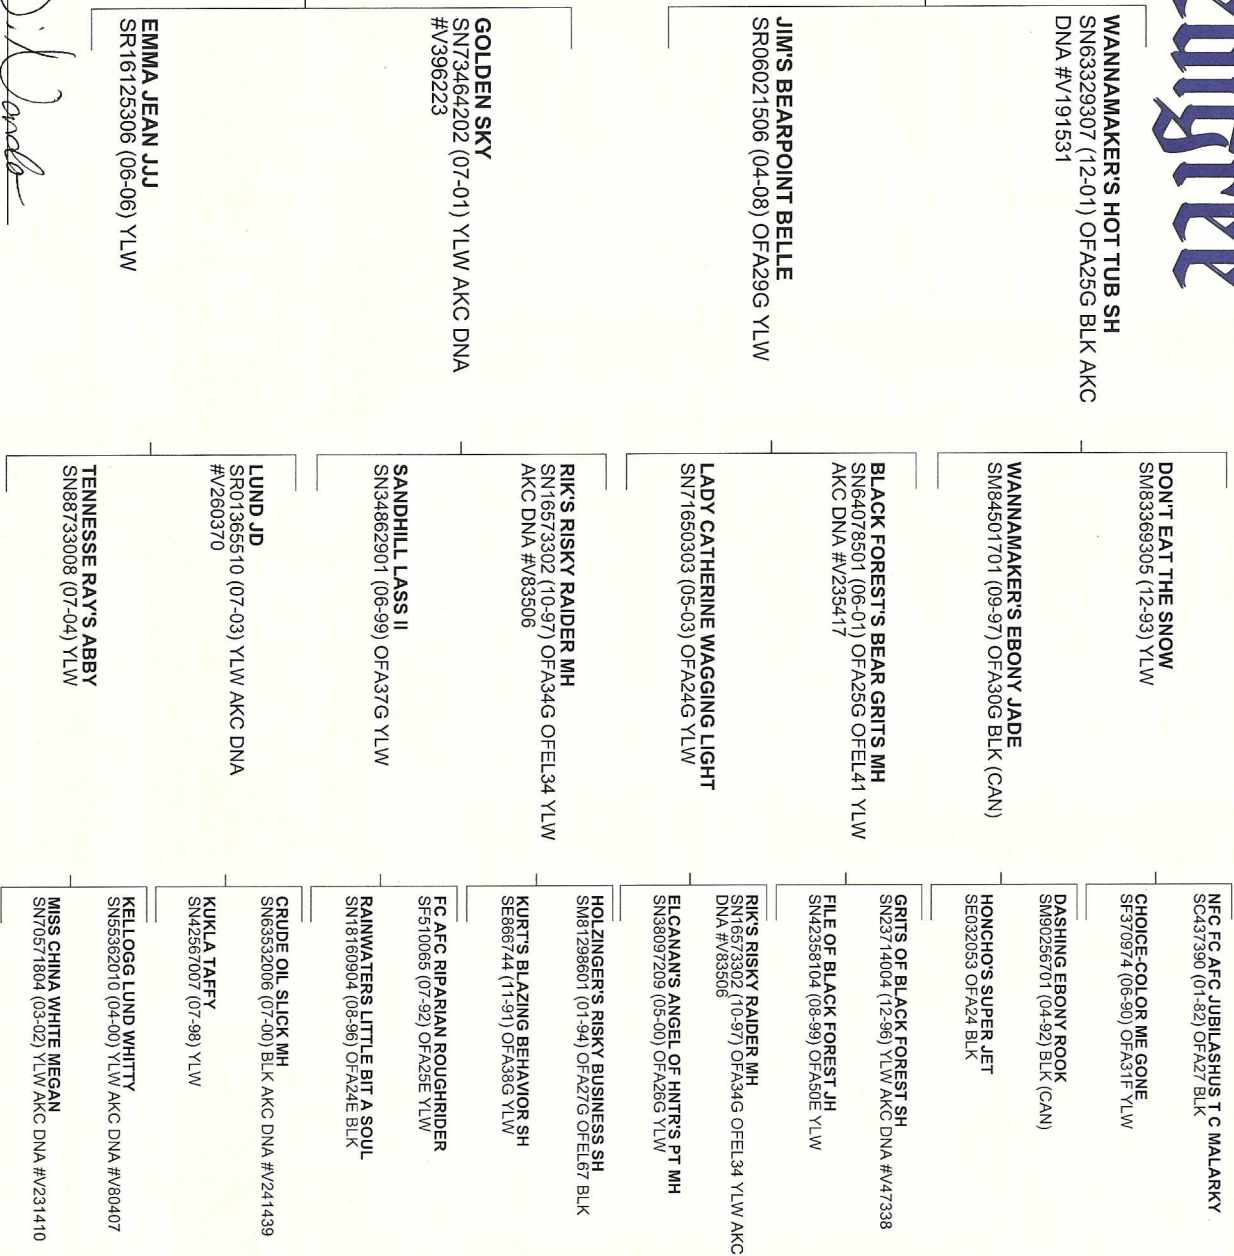 WANNAMAKER'S HOT TUB SH
SN63329307 (12-01) OFA25G BLK AKC
DNA #V191531
JIM'S BEARPOINT BELLE
SR06021506 (04-08) OFA29G YLW
GOLDEN SKY
SN73464202 (07-01) YLW AKC DNA
#V396223
EMMA JEAN JJJ
SR16125306 (06-06) YLW
DON'T EAT THE SNOW
SM83369305 (12-93) YLW
WANNAMAKER'S EBONY JADE
SM84501701 (09-97) OFA30G BLK (CAN)
BLACK FOREST'S BEAR GRITS MH
SN64078501 (06-01) OFA25G OFEL41 YLW
AKC DNA #V235417
LADY CATHERINE WAGGING LIGHT
SN71650303 (05-03) OFA24G YLW
RIK'S RISKY RAIDER MH
SN16573302 (10-97) OFA34G OFEL34 YLW
AKC DNA #V83506
SANDHILL LASS II
SN34862901 (06-99) OFA37G YLW
LUND JD
SR01365510 (07-03) YLW AKC DNA
#V260370
TENNESSE RAY'S ABBY
SN88733008 (07-04) YLW
NFC FC AFC JUBILASHUS T C MALARKY
SC437390 (01-82) OFA27 BLK
CHOICE-COLOR ME GONE
SF370974 (06-90) OFA31F YLW
DASHING EBONY ROOK
SM90266701 (04-92) BLK (CAN)
HONCHO'S SUPER JET
SE032053 OFA24 BLK
GRITS OF BLACK FOREST SH
SN23714004 (12-96) YLW AKC DNA #V47338
FILE OF BLACK FOREST JH
SN42358104 (08-99) OFA50E YLW
RIK'S RISKY RAIDER MH
SN16573302 (10-97) OFA34G OFEL34 YLW AKC
DNA #V83506
ELCANAN'S ANGEL OF HNTR'S PT MH
SN38097209 (05-00) OFA26G YLW
HOLZINGER'S RISKY BUSINESS SH
SM81298601 (01-94) OFA27G OFEL67 BLK
KURT'S BLAZING BEHAVIOR SH
SE866744 (11-91) OFA38G YLW
FC AFC RIPARIAN ROUGHRIDER
SF510065 (07-92) OFA25E YLW
RAINWATERS LITTLE BIT A SOUL
SN18160904 (08-96) OFA24E BLK
CRUDE OIL SLICK MH
SN63532006 (07-00) BLK AKC DNA #V241439
KUKLA TAFFY
SN42567007 (07-98) YLW
KELLOGG LUND WHITTY
SN55362010 (04-00) YLW AKC DNA #V80407
MISS CHINA WHITE MEGAN
SN70571804 (03-02) YLW AKC DNA #V231410